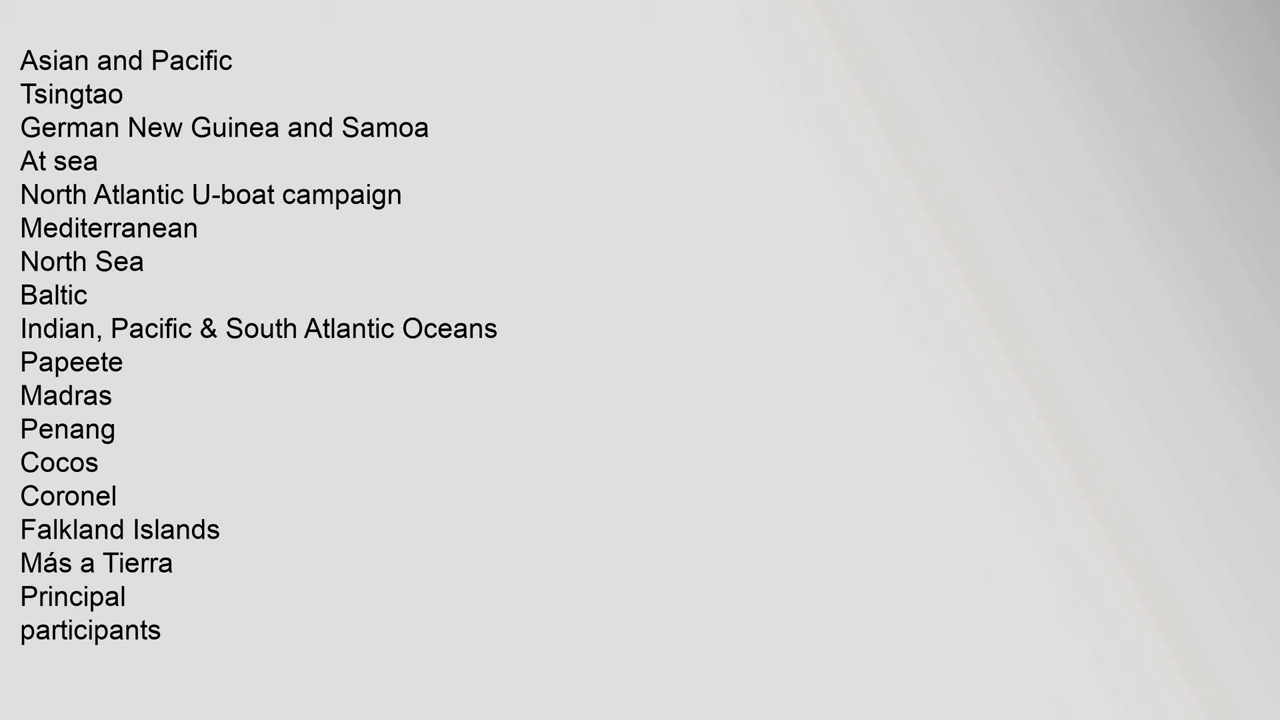 Asian and Pacific
Tsingtao
German New Guinea and Samoa
At sea
North Atlantic U-boat campaign
Mediterranean
North Sea
Baltic
Indian, Pacific & South Atlantic Oceans
Papeete
Madras
Penang
Cocos
Coronel
Falkland Islands
Más a Tierra
Principal
participants